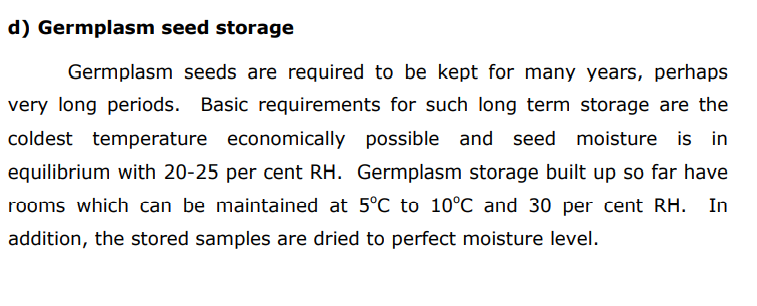 d) Germplasm seed storage
Germplasm seeds are required to be kept for many years, perhaps
very long periods. Basic requirements for such long term storage are the
coldest temperature economically possible and seed moisture is in
equilibrium with 20-25 per cent RH. Germplasm storage built up so far have
rooms which can be maintained at 5°C to 10°C and 30 per cent RH. In
addition, the stored samples are dried to perfect moisture level.